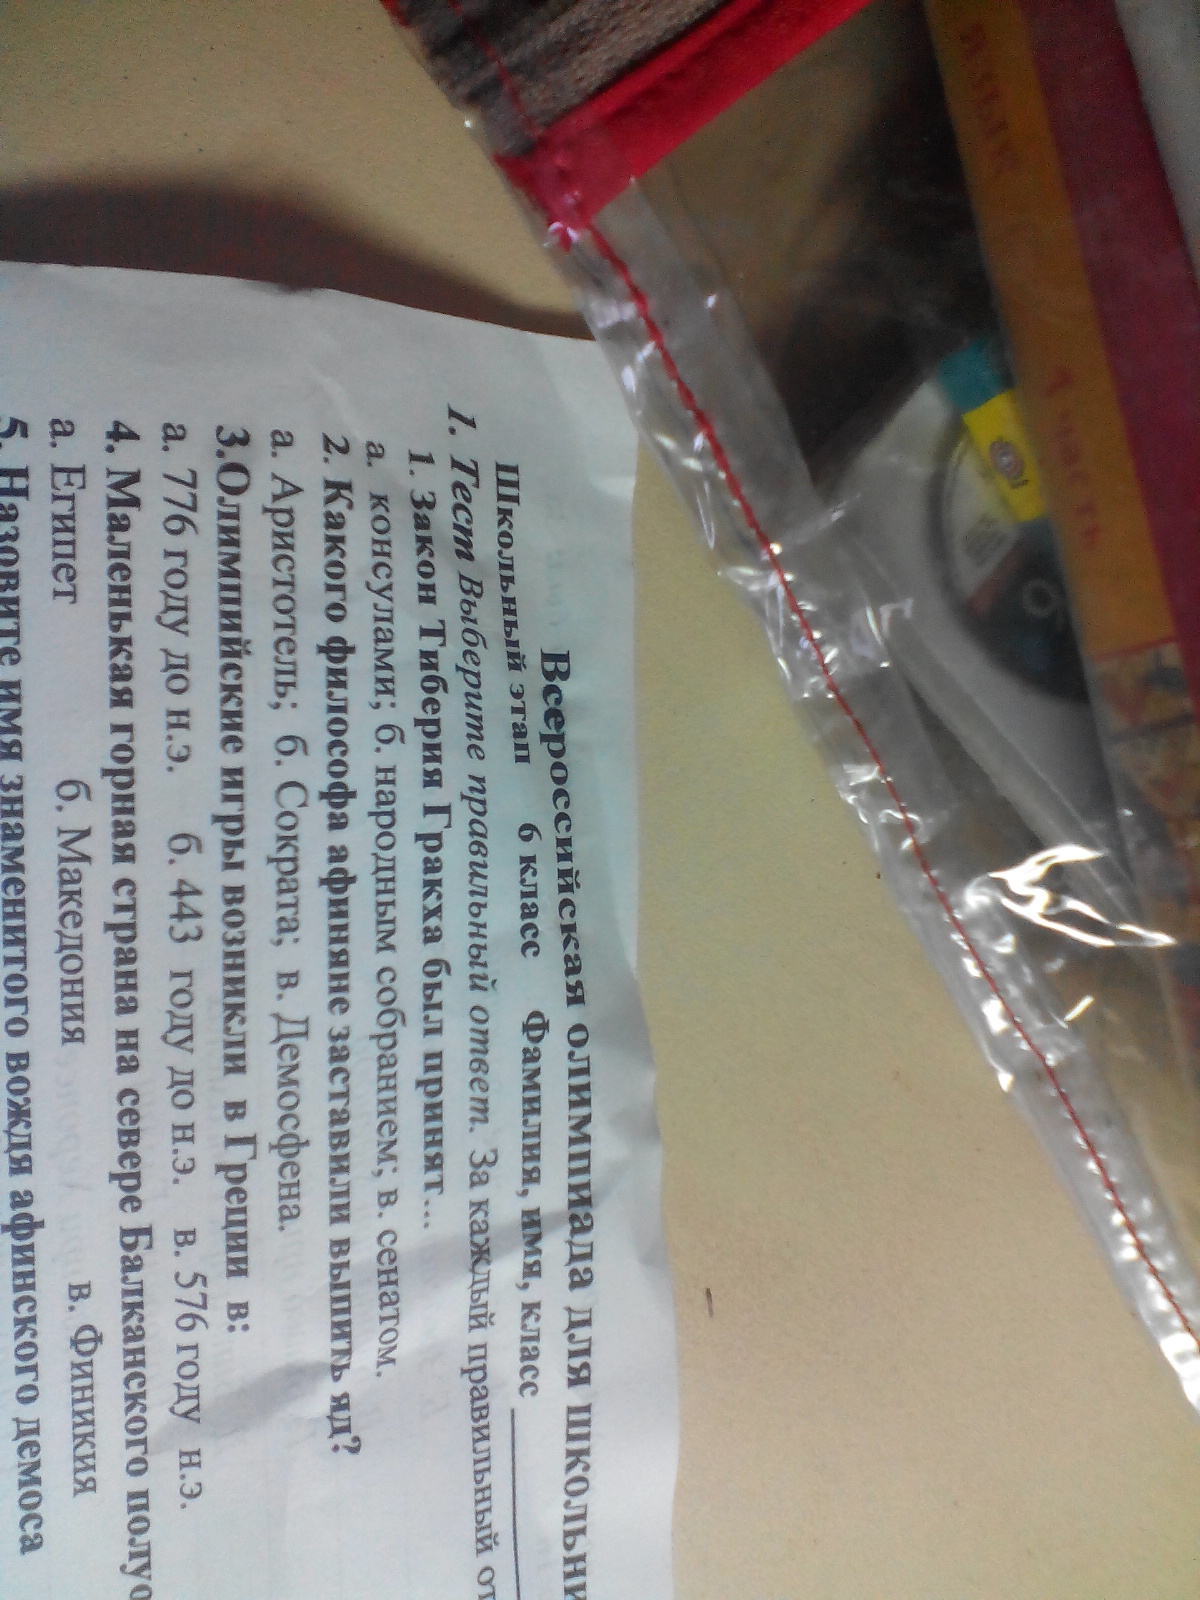 Всероссийская олимпиада для школьни
Школьный этап 6 класс Фамилия, имя, класс
1. Тест Выберите правильный ответ. За каждый правильный от
1. Закон Тиберия Гракха был принят…
а. консулами; б. народным собранием; в. сенатом.
2. Какого философа афиняне заставили выпить яд?
а. Аристотель; б. Сократа; в. Демосфена.
3.Олимпийские игры возникли в Греции в:
а. 776 году до н.э. б. 443 году до н.э. в. 576 году н.э.
4. Маленькая горная страна на севере Балканского полуо
а. Египет б. Македония в. Финикия
5. Назовите имя знаменитого вождя афинского демоса
1 часть